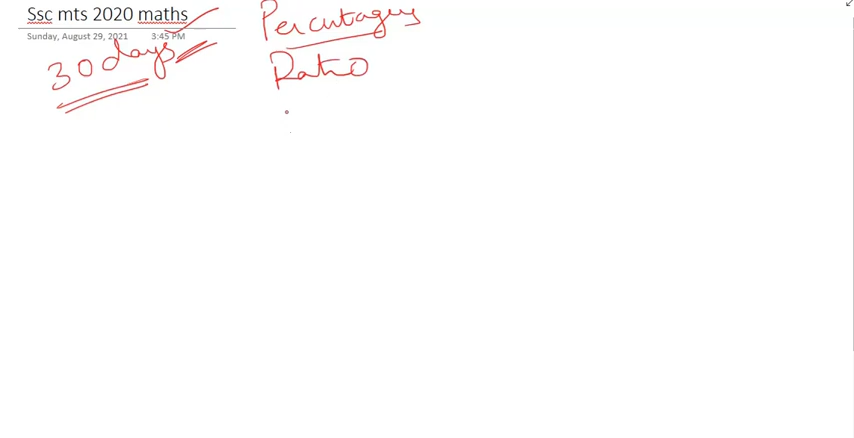 Ssc mts 2020 maths
Sunday, August 29, 2021 3:45 PM
30 days
Percentages
Ratio